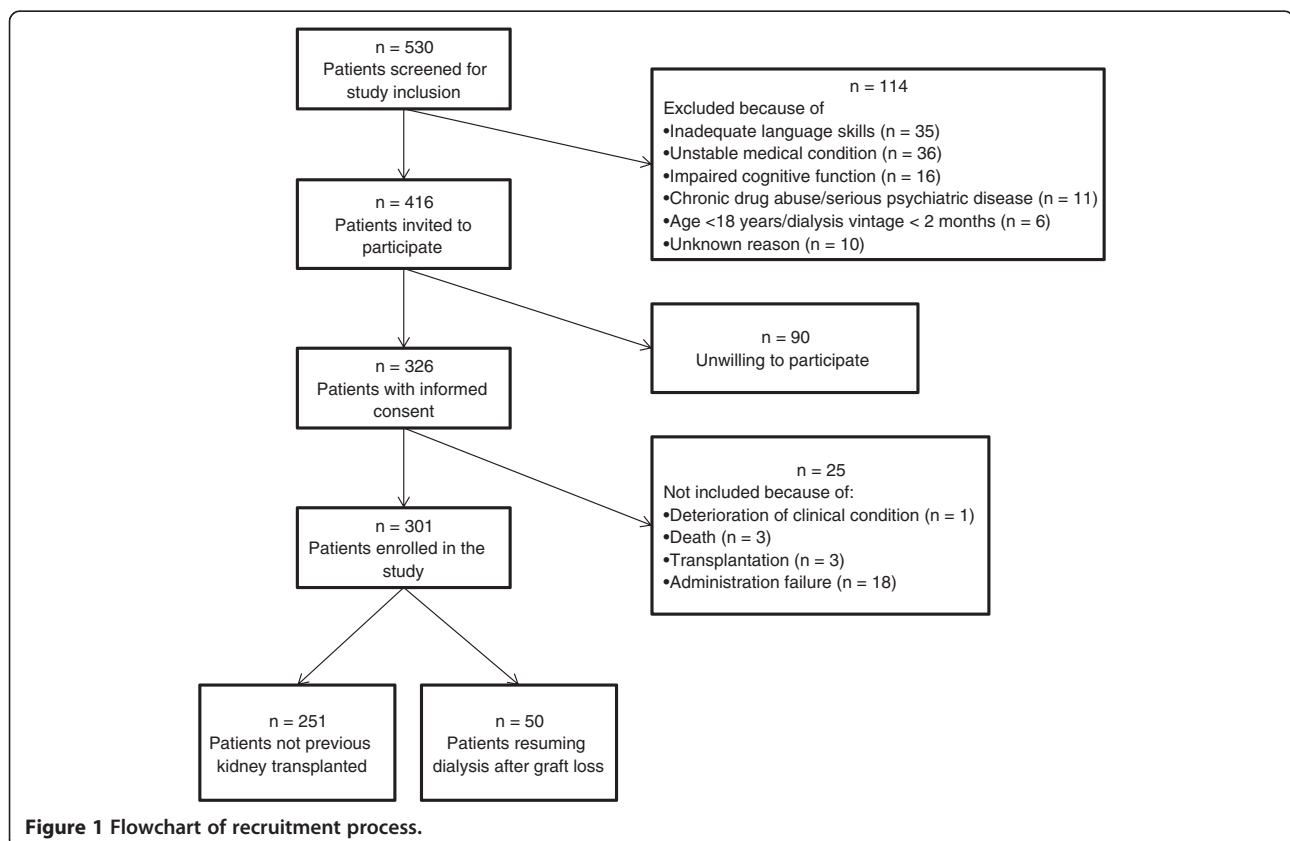 n = 530
Patients screened for
study inclusion
n = 114
Excluded because of
•Inadequate language skills (n = 35)
•Unstable medical condition (n = 36)
•Impaired cognitive function (n = 16)
•Chronic drug abuse/serious psychiatric disease (n = 11)
•Age <18 years/dialysis vintage < 2 months (n = 6)
•Unknown reason (n = 10)
n = 416
Patients invited to
participate
n = 90
Unwilling to participate
n = 326
Patients with informed
consent
n = 25
Not included because of:
•Deterioration of clinical condition (n = 1)
•Death (n = 3)
•Transplantation (n = 3)
•Administration failure (n = 18)
n = 301
Patients enrolled in the
study
n = 251
Patients not previous
kidney transplanted
n = 50
Patients resuming
dialysis after graft loss
Figure 1 Flowchart of recruitment process.